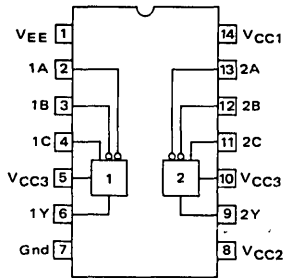 VEE 1 14 VCC1
1A 2 13 2A
1B 3 12 2B
1C 4 11 2C
VCC3 5 1 2 10 VCC3
1Y 6 9 2Y
Gnd 7 8 VCC2